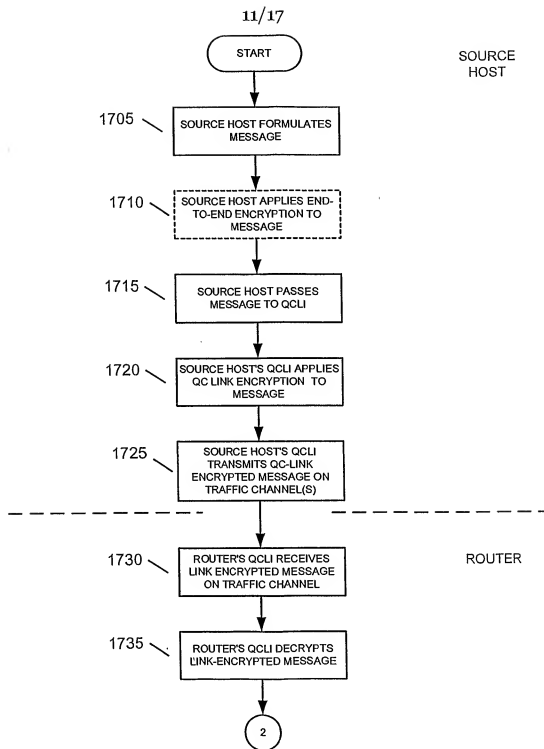 11/17
START
SOURCE
HOST
1705
SOURCE HOST FORMULATES
MESSAGE
1710
SOURCE HOST APPLIES END-
TO-END ENCRYPTION TO
MESSAGE
1715
SOURCE HOST PASSES
MESSAGE TO QCLI
1720
SOURCE HOST'S QCLI APPLIES
QC LINK ENCRYPTION TO
MESSAGE
1725
SOURCE HOST'S QCLI
TRANSMITS QC-LINK
ENCRYPTED MESSAGE ON
TRAFFIC CHANNEL(S)
1730
ROUTER'S QCLI RECEIVES
LINK ENCRYPTED MESSAGE
ON TRAFFIC CHANNEL
ROUTER
1735
ROUTER'S QCLI DECRYPTS
LINK-ENCRYPTED MESSAGE
2